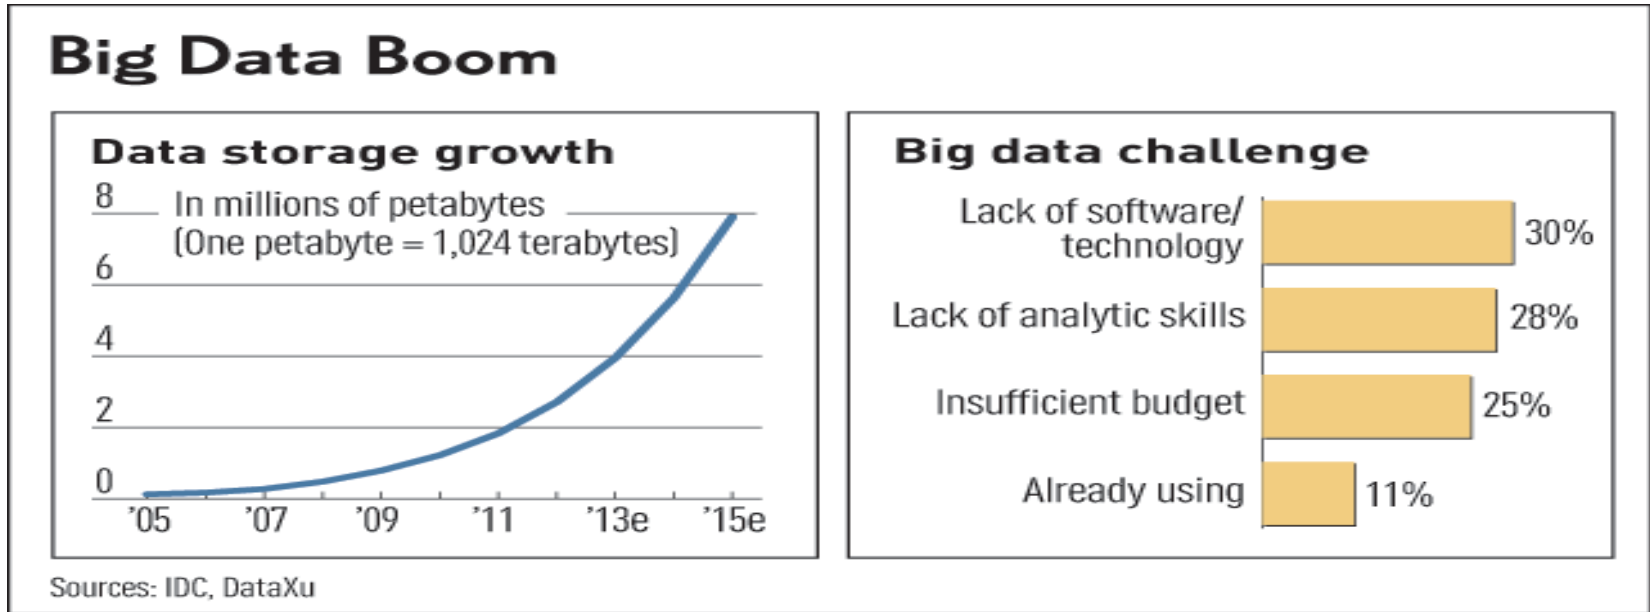 Big Data Boom
Data storage growth
In millions of petabytes
(One petabyte = 1,024 terabytes)
8
6
4
2
0
'05 '07 '09 '11 '13e '15e
Big data challenge
Lack of software/
technology
30%
Lack of analytic skills 28%
Insufficient budget 25%
Already using 11%
Sources: IDC, DataXu